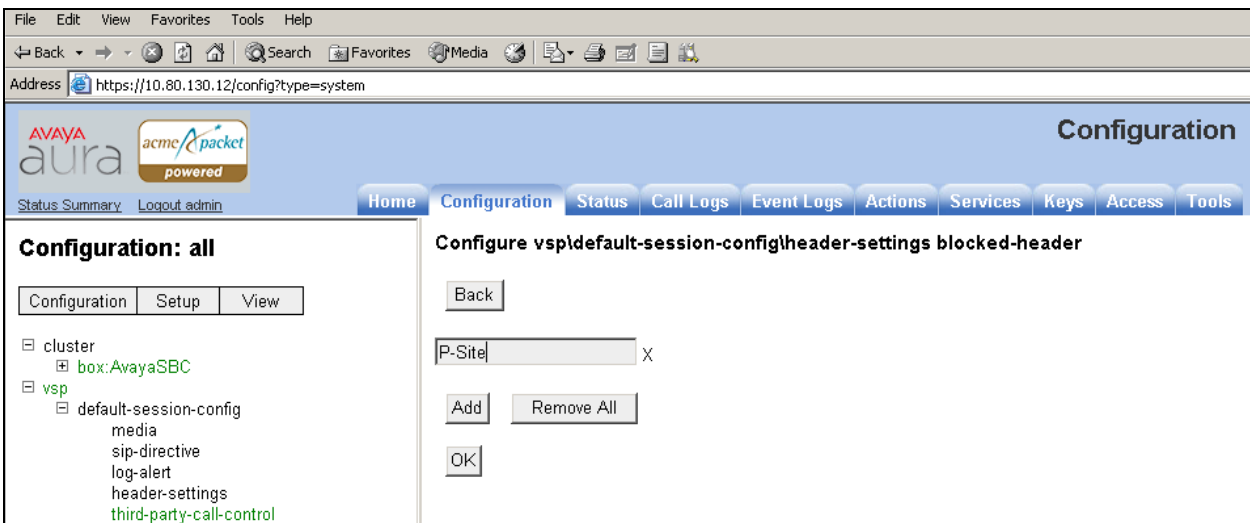 File Edit View Favorites Tools Help
Back Search Favorites Media
Address https://10.80.130.12/config?type=system
AVAYA
aura
acme packet
powered
Configuration
Status Summary Logout admin
Home Configuration Status Call Logs Event Logs Actions Services Keys Access Tools
Configuration: all
Configure vsp\default-session-config\header-settings blocked-header
Configuration Setup View
Back
cluster
P-Site X
box:AvayaSBC
vsp
default-session-config
Add Remove All
media
sip-directive
OK
log-alert
header-settings
third-party-call-control